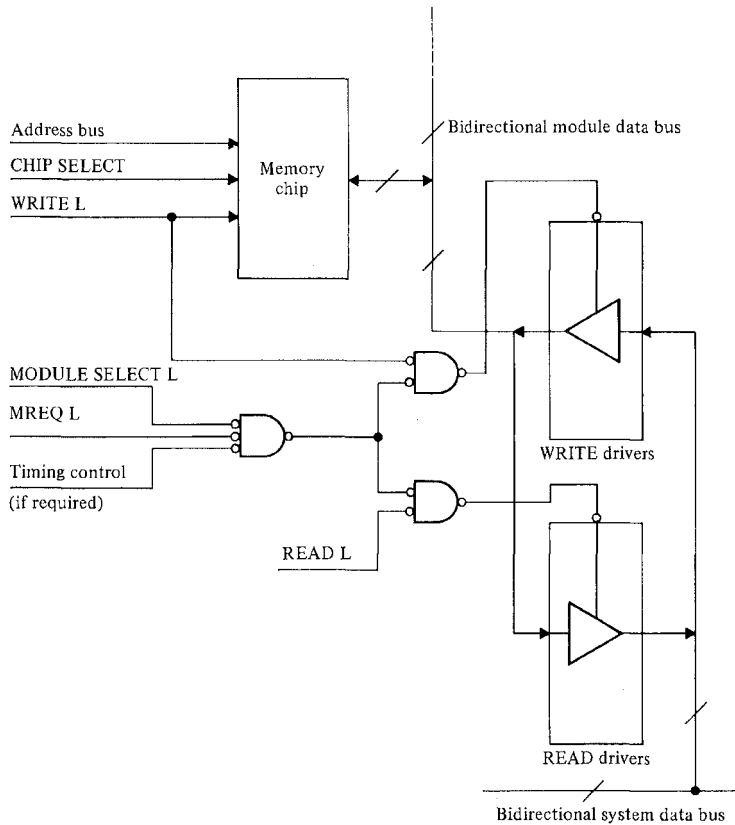 Bidirectional module data bus
Address bus
CHIP SELECT
WRITE L
Memory
chip
MODULE SELECT L
MREQ L
Timing control
(if required)
READ L
WRITE drivers
READ drivers
Bidirectional system data bus